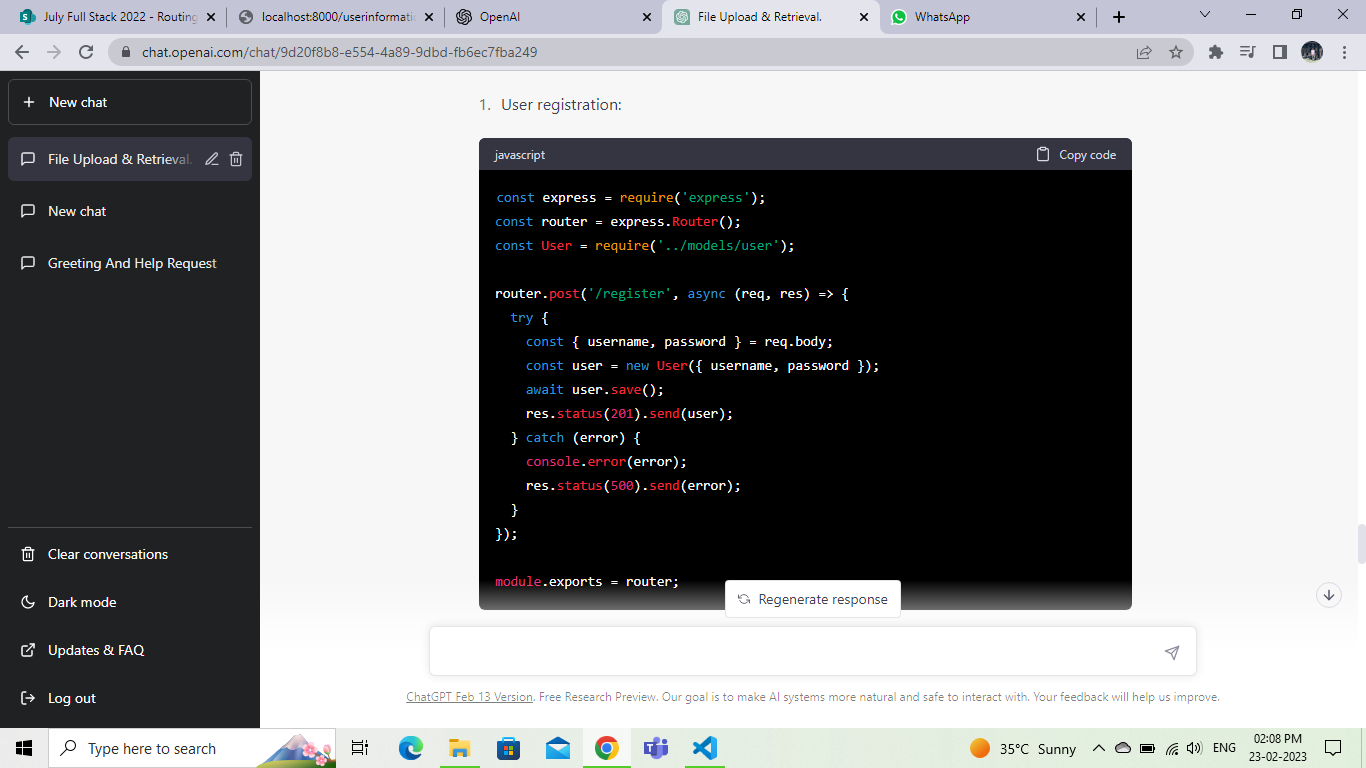 July Full Stack 2022 - Routing
localhost:8000/userinformati
OpenAI
File Upload & Retrieval.
WhatsApp
chat.openai.com/chat/9d20f8b8-e554-4a89-9dbd-fb6ec7fba249
New chat
File Upload & Retrieval.
New chat
Greeting And Help Request
Clear conversations
Dark mode
Updates & FAQ
Log out
1. User registration:
javascript
Copy code
const express = require('express');
const router = express.Router();
const User = require('../models/user');
router.post('/register', async (req, res) => {
  try {
    const { username, password } = req.body;
    const user = new User({ username, password });
    await user.save();
    res.status(201).send(user);
  } catch (error) {
    console.error(error);
    res.status(500).send(error);
  }
});
module.exports = router;
Regenerate response
ChatGPT Feb 13 Version. Free Research Preview. Our goal is to make AI systems more natural and safe to interact with. Your feedback will help us improve.
Type here to search
35°C Sunny
ENG
02:08 PM
23-02-2023